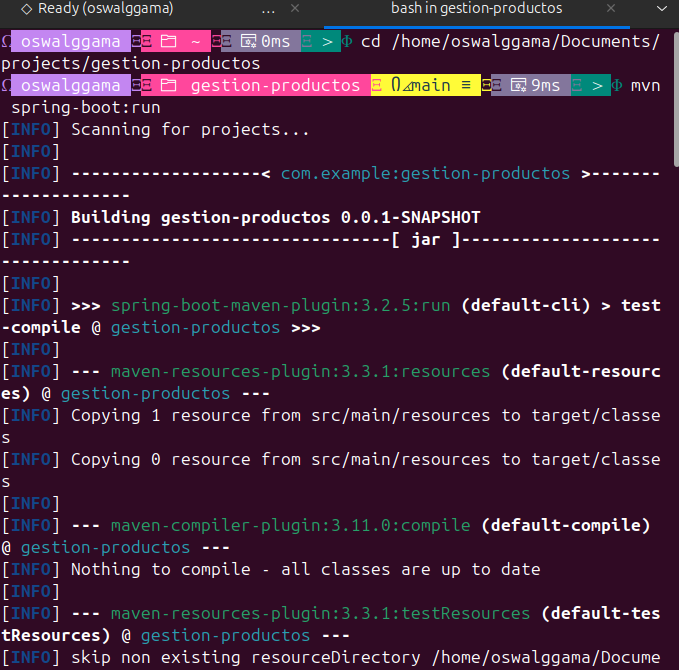 Ready (oswalggama) ... × bash in gestion-productos ×
oswalggama ~ 0ms > cd /home/oswalggama/Documents/
projects/gestion-productos
oswalggama gestion-productos main ≡ 9ms > mvn
spring-boot:run
[INFO] Scanning for projects...
[INFO]
[INFO] -------------------< com.example:gestion-productos >-------
-------------
[INFO] Building gestion-productos 0.0.1-SNAPSHOT
[INFO] --------------------------------[ jar ]--------------------
-------------
[INFO]
[INFO] >>> spring-boot-maven-plugin:3.2.5:run (default-cli) > test
-compile @ gestion-productos >>>
[INFO]
[INFO] --- maven-resources-plugin:3.3.1:resources (default-resourc
es) @ gestion-productos ---
[INFO] Copying 1 resource from src/main/resources to target/classe
s
[INFO] Copying 0 resource from src/main/resources to target/classe
s
[INFO]
[INFO] --- maven-compiler-plugin:3.11.0:compile (default-compile)
@ gestion-productos ---
[INFO] Nothing to compile - all classes are up to date
[INFO]
[INFO] --- maven-resources-plugin:3.3.1:testResources (default-tes
tResources) @ gestion-productos ---
[INFO] skip non existing resourceDirectory /home/oswalggama/Docume